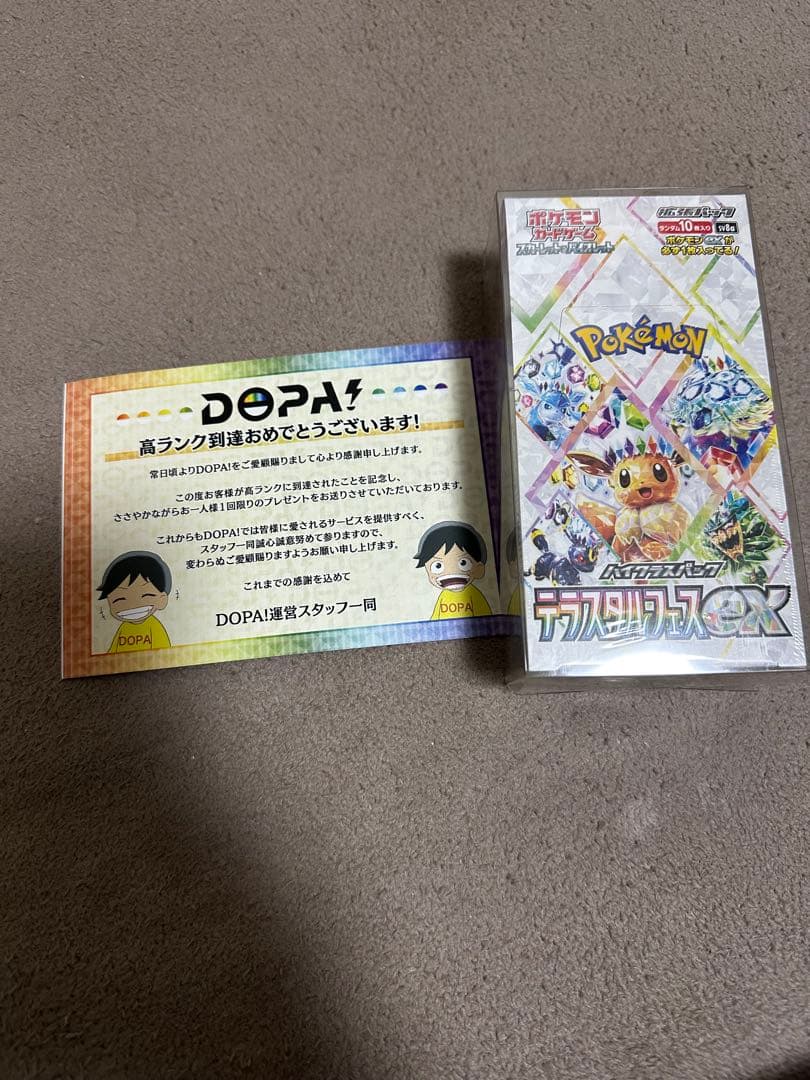 DOPA!
高ランク到達おめでとうございます!
常日頃よりDOPA!をご愛顧賜りまして心より感謝申し上げます。
この度お客様が高ランクに到達されたことを記念し、
ささやかながらお一人様1回限りのプレゼントをお送りさせていただいております。
これからもDOPA!では皆様に愛されるサービスを提供すべく、
スタッフ一同誠心誠意努めて参りますので、
変わらぬご愛顧賜りますようお願い申し上げます。
これまでの感謝を込めて
DOPA!運営スタッフ一同
DOPA
DOPA
ポケモン
カードゲーム
スカーレット&バイオレット
拡張パック
ランダム10枚入り
sv8a
ポケモンexが
必ず1枚入ってる!
POKéMON
ハイクラスパック
テラスタルフェスex